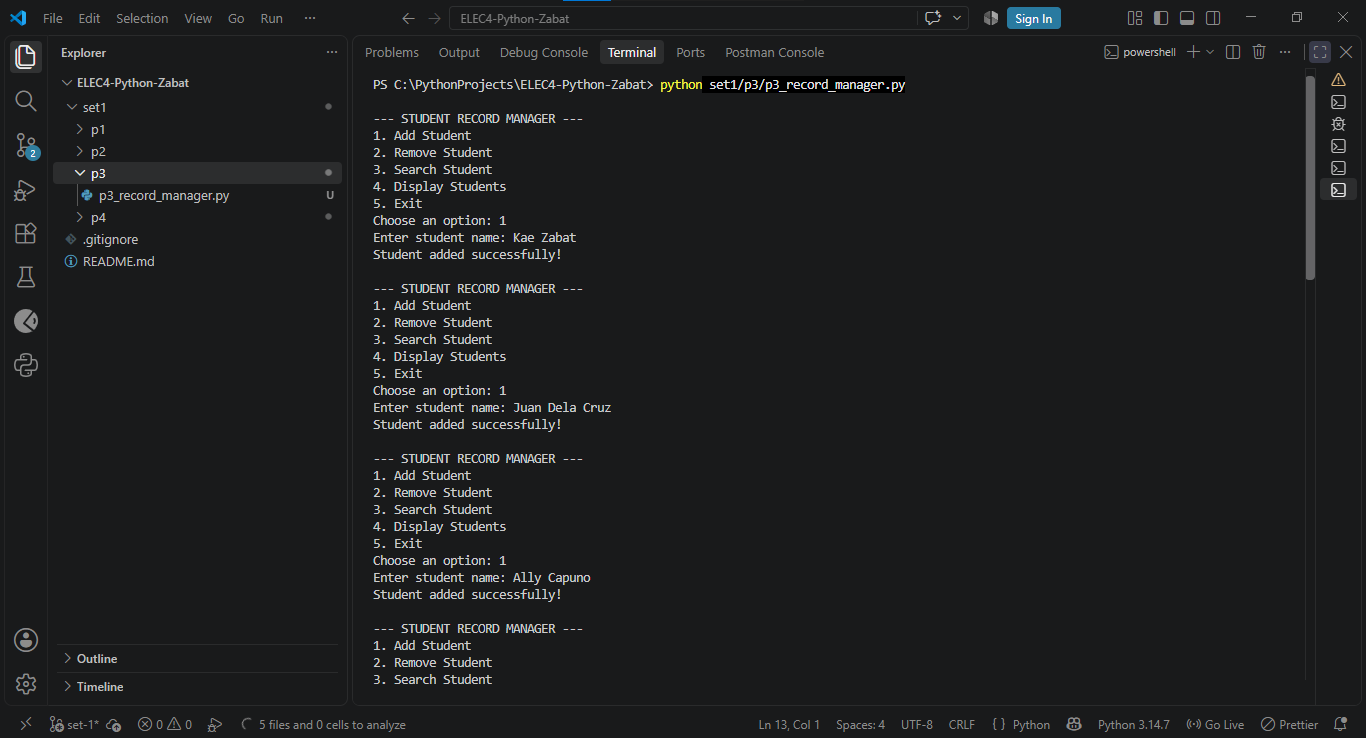 File Edit Selection View Go Run ··· ELEC4-Python-Zabat Sign In
Explorer ···
ELEC4-Python-Zabat
set1
p1
p2
p3
p3_record_manager.py U
p4
.gitignore
README.md
2
Outline
Timeline
Problems Output Debug Console Terminal Ports Postman Console powershell ···
PS C:\PythonProjects\ELEC4-Python-Zabat> python set1/p3/p3_record_manager.py
--- STUDENT RECORD MANAGER ---
1. Add Student
2. Remove Student
3. Search Student
4. Display Students
5. Exit
Choose an option: 1
Enter student name: Kae Zabat
Student added successfully!
--- STUDENT RECORD MANAGER ---
1. Add Student
2. Remove Student
3. Search Student
4. Display Students
5. Exit
Choose an option: 1
Enter student name: Juan Dela Cruz
Student added successfully!
--- STUDENT RECORD MANAGER ---
1. Add Student
2. Remove Student
3. Search Student
4. Display Students
5. Exit
Choose an option: 1
Enter student name: Ally Capuno
Student added successfully!
--- STUDENT RECORD MANAGER ---
1. Add Student
2. Remove Student
3. Search Student
set-1* 0 0 5 files and 0 cells to analyze Ln 13, Col 1 Spaces: 4 UTF-8 CRLF { } Python Python 3.14.7 Go Live Prettier